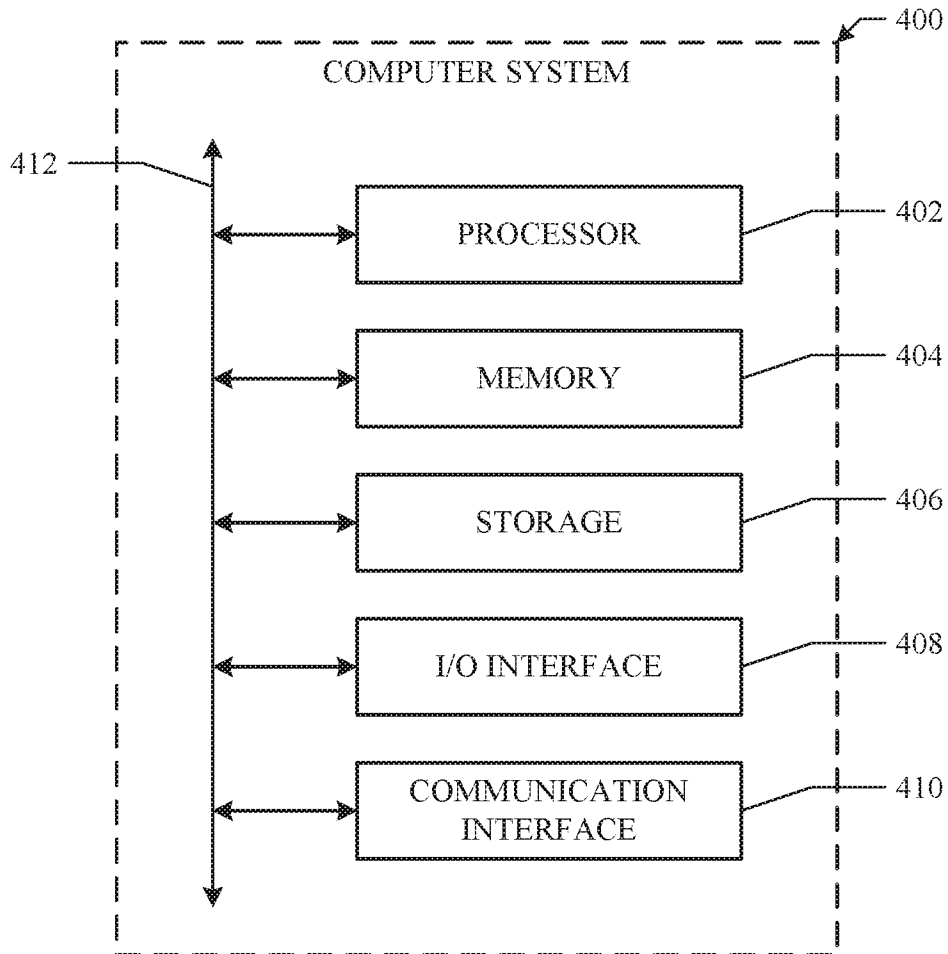 400
COMPUTER SYSTEM
412
PROCESSOR
402
MEMORY
404
STORAGE
406
I/O INTERFACE
408
COMMUNICATION
INTERFACE
410